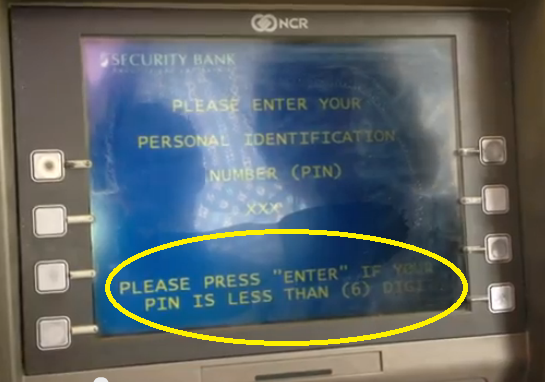 NCR
SECURITY BANK
PLEASE ENTER YOUR
PERSONAL IDENTIFICATION
NUMBER (PIN)
XXX
PLEASE PRESS "ENTER" IF YOUR
PIN IS LESS THAN (6) DIGI